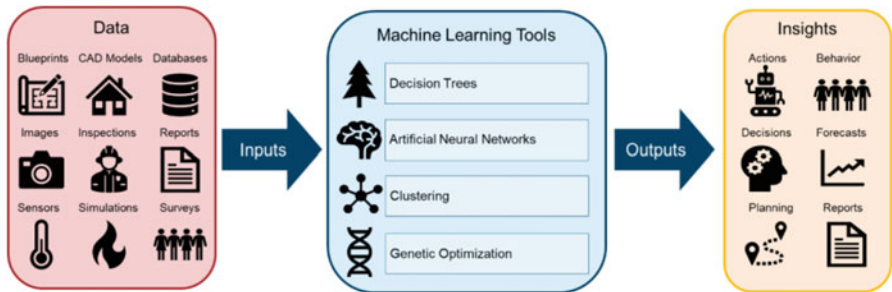 Data
Blueprints CAD Models Databases
Images Inspections Reports
Sensors Simulations Surveys
Inputs
Machine Learning Tools
Decision Trees
Artificial Neural Networks
Clustering
Genetic Optimization
Outputs
Insights
Actions Behavior
Decisions Forecasts
Planning Reports